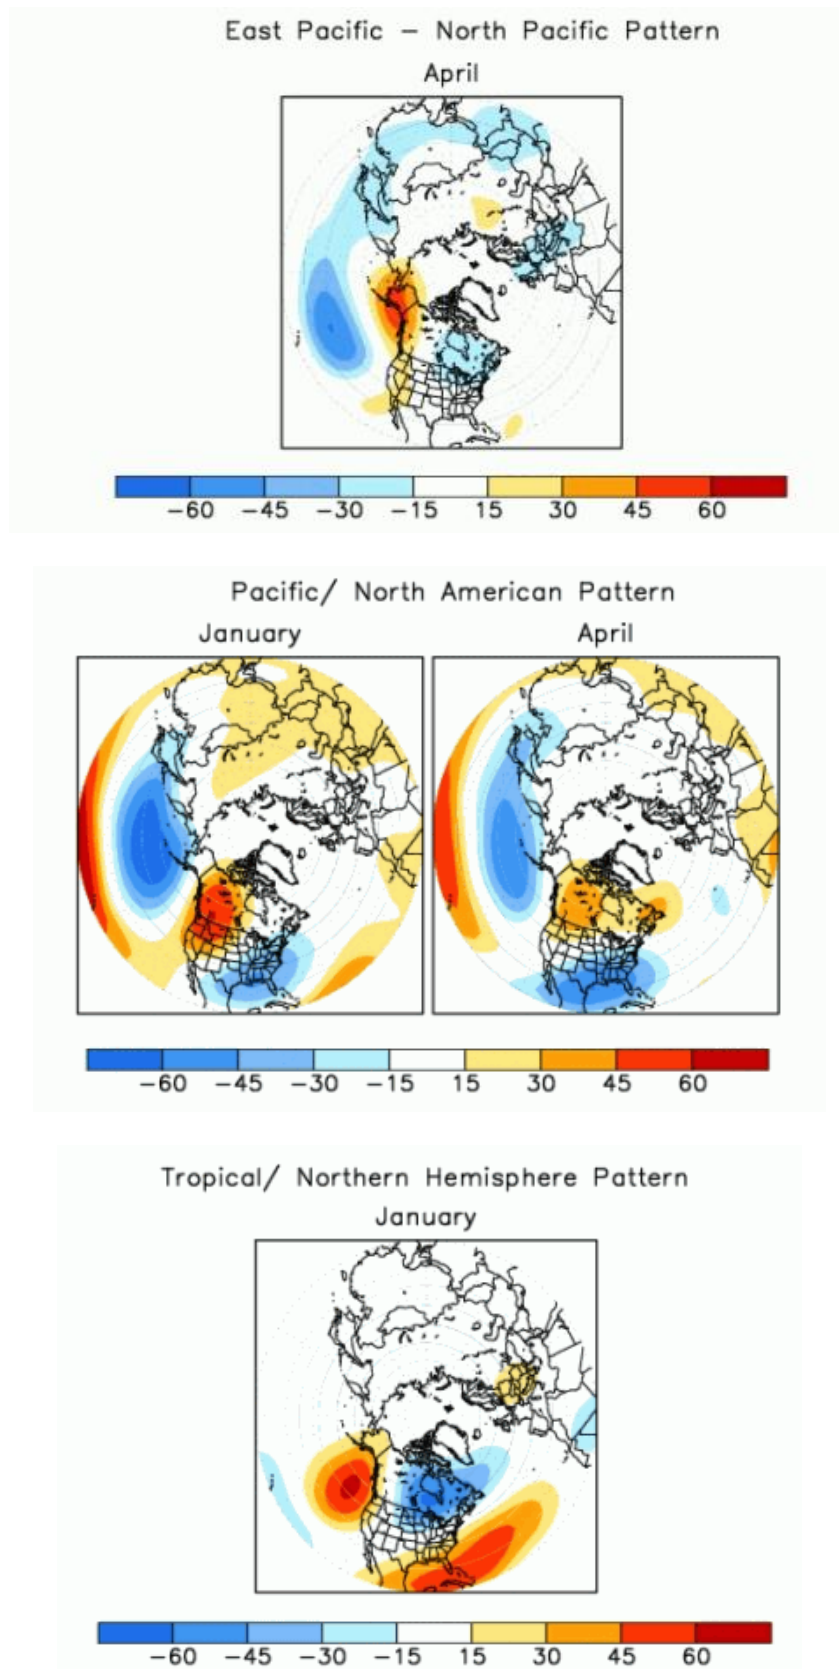 East Pacific – North Pacific Pattern
April
−60 −45 −30 −15 15 30 45 60
Pacific/ North American Pattern
January April
−60 −45 −30 −15 15 30 45 60
Tropical/ Northern Hemisphere Pattern
January
−60 −45 −30 −15 15 30 45 60